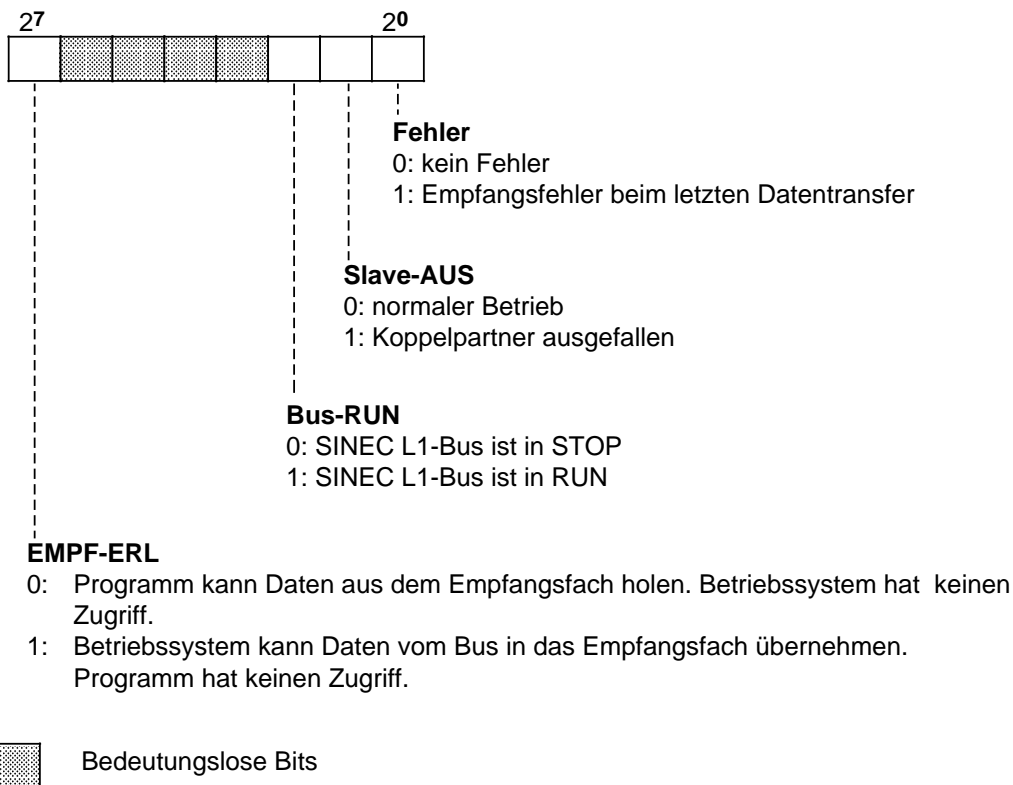 2⁷ 2⁰
Fehler
0: kein Fehler
1: Empfangsfehler beim letzten Datentransfer
Slave-AUS
0: normaler Betrieb
1: Koppelpartner ausgefallen
Bus-RUN
0: SINEC L1-Bus ist in STOP
1: SINEC L1-Bus ist in RUN
EMPF-ERL
0: Programm kann Daten aus dem Empfangsfach holen. Betriebssystem hat keinen
Zugriff.
1: Betriebssystem kann Daten vom Bus in das Empfangsfach übernehmen.
Programm hat keinen Zugriff.
Bedeutungslose Bits